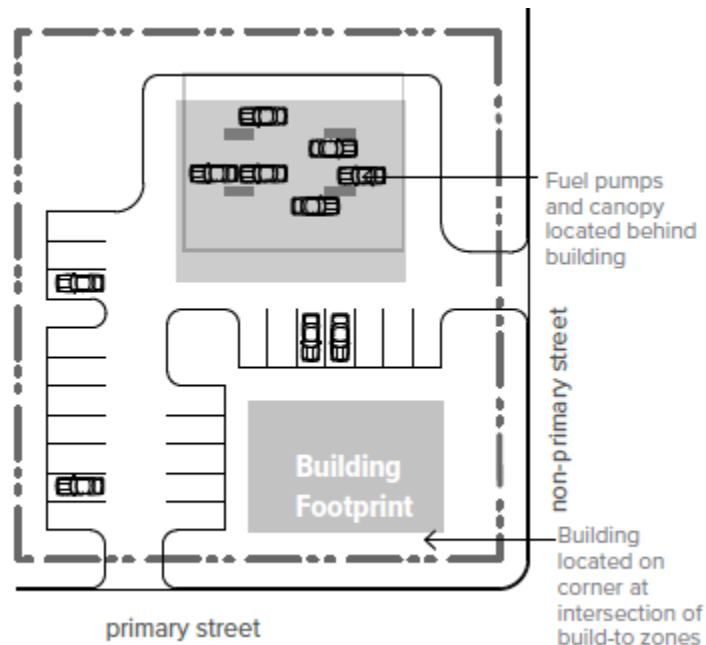 Fuel pumps
and canopy
located behind
building
non-primary street
Building
Footprint
Building
located on
corner at
intersection of
build-to zones
primary street